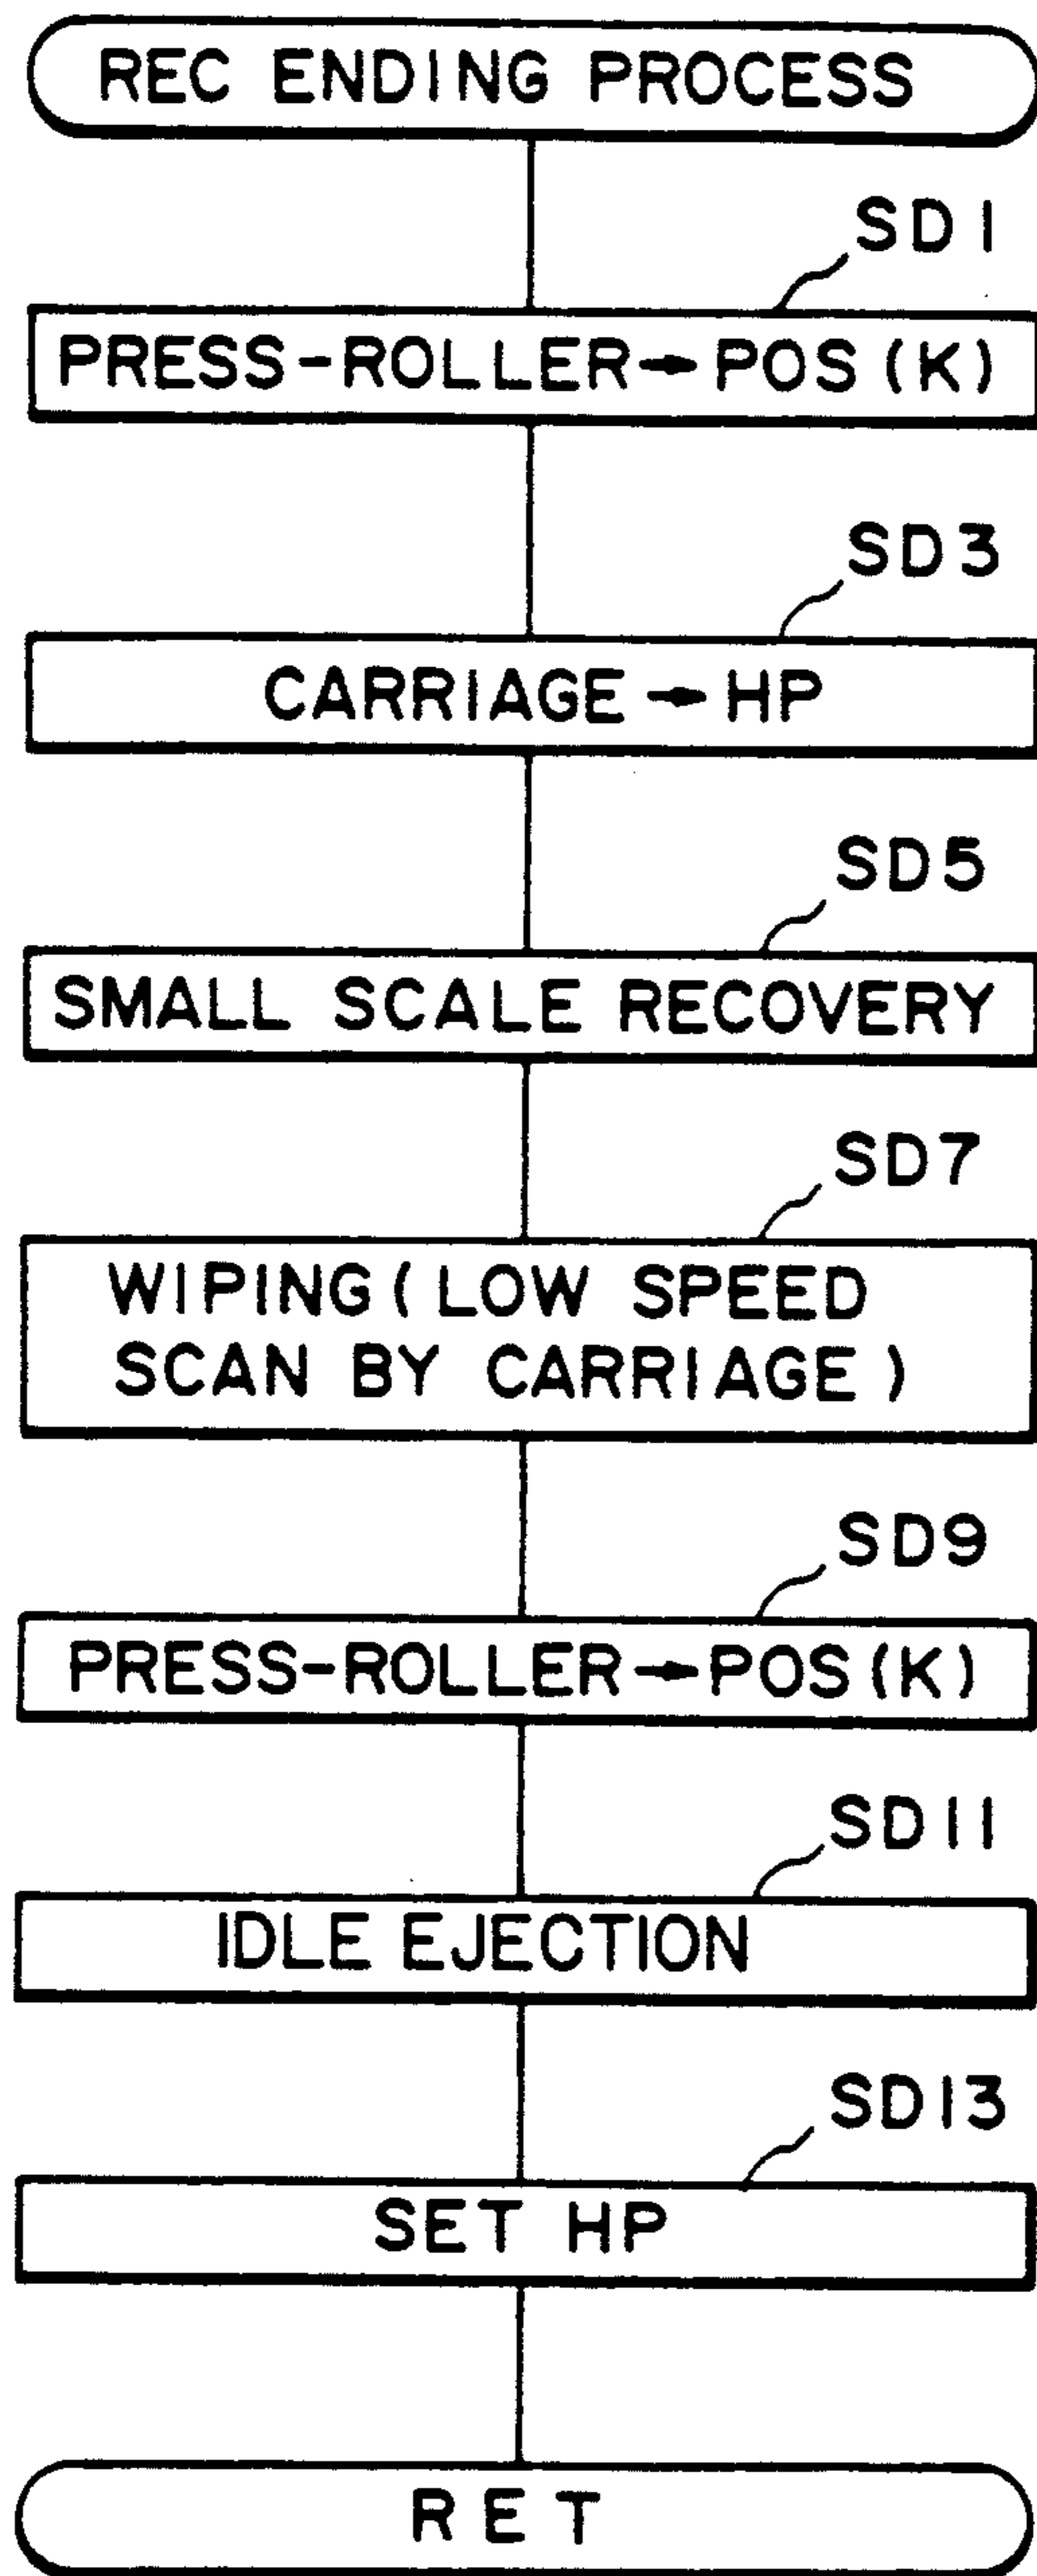 REC ENDING PROCESS
SD1
PRESS-ROLLER→POS(K)
SD3
CARRIAGE→HP
SD5
SMALL SCALE RECOVERY
SD7
WIPING(LOW SPEED
SCAN BY CARRIAGE)
SD9
PRESS-ROLLER→POS(K)
SD11
IDLE EJECTION
SD13
SET HP
RET